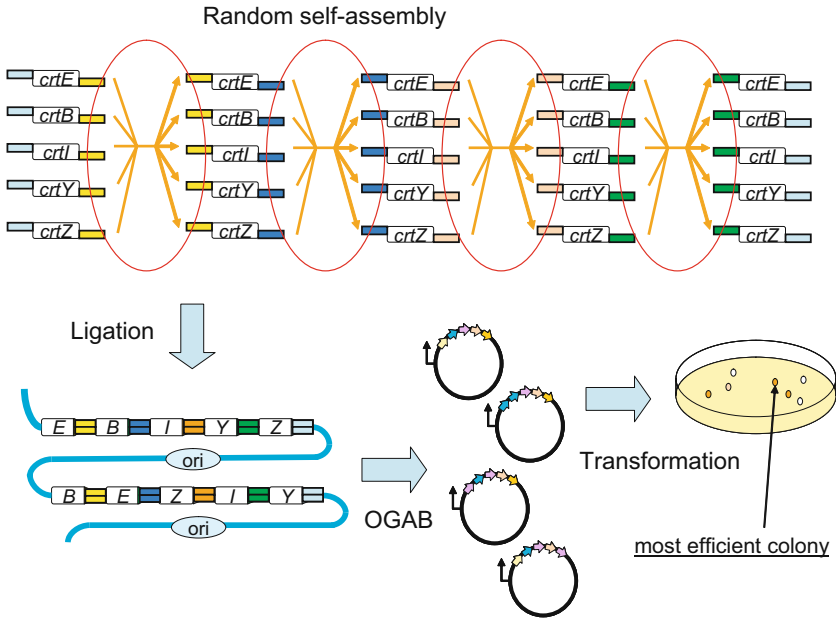 Random self-assembly
crtE crtE crtE crtE crtE
crtB crtB crtB crtB crtB
crtI crtI crtI crtI crtI
crtY crtY crtY crtY crtY
crtZ crtZ crtZ crtZ crtZ
Ligation
E B I Y Z
ori
B E Z I Y
ori
OGAB
Transformation
most efficient colony